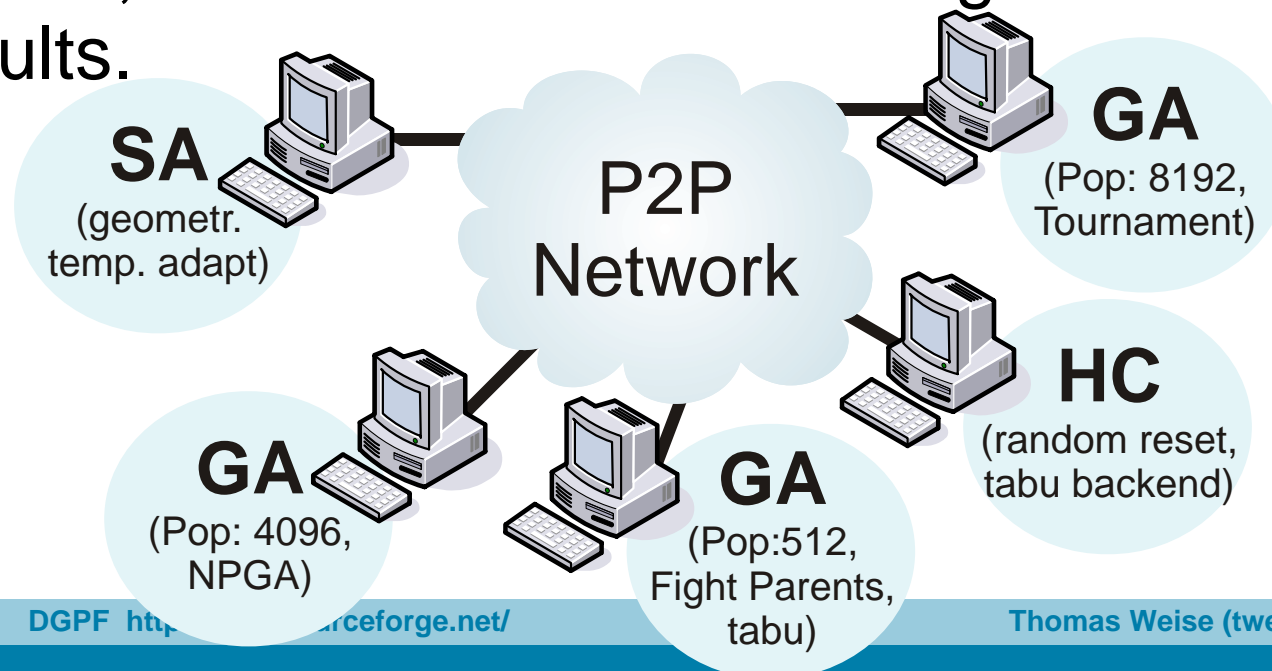 ults.
SA
(geometr.
temp. adapt)
P2P
Network
GA
(Pop: 8192,
Tournament)
HC
(random reset,
tabu backend)
GA
(Pop: 4096,
NPGA)
GA
(Pop:512,
Fight Parents,
tabu)
DGPF http rceforge.net/
Thomas Weise (twe